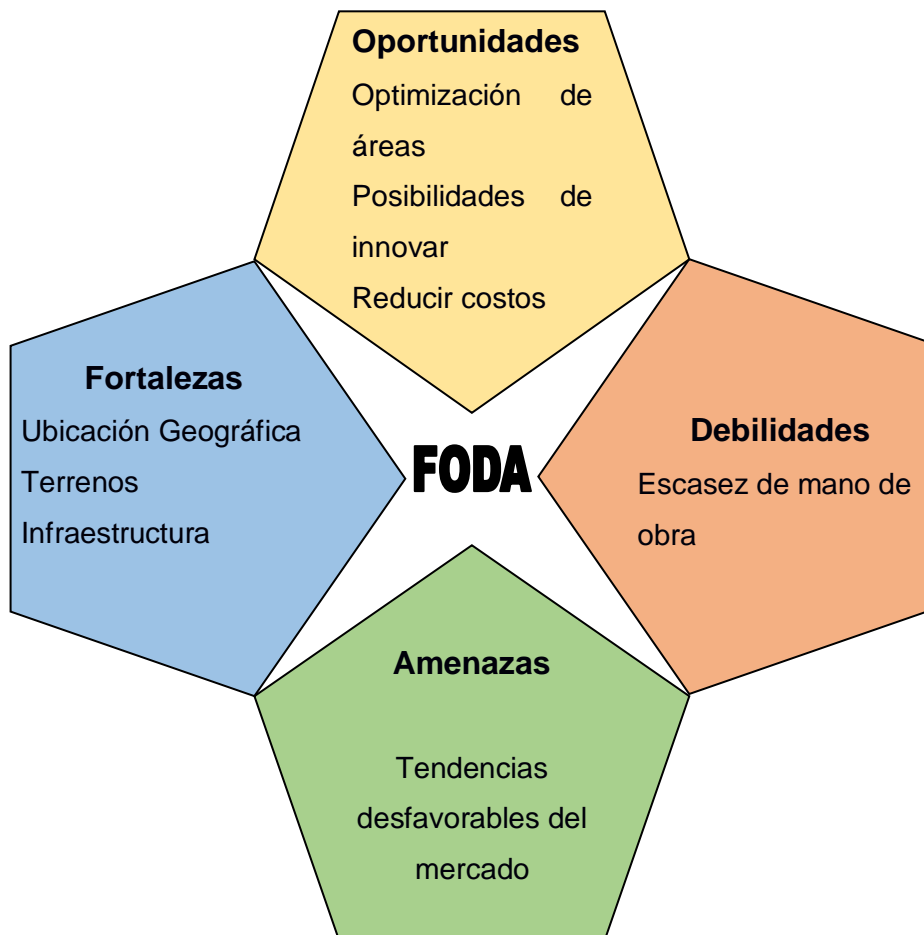 Oportunidades
Optimización de
áreas
Posibilidades de
innovar
Reducir costos
Fortalezas
Ubicación Geográfica
Terrenos
Infraestructura
FODA
Debilidades
Escasez de mano de
obra
Amenazas
Tendencias
desfavorables del
mercado